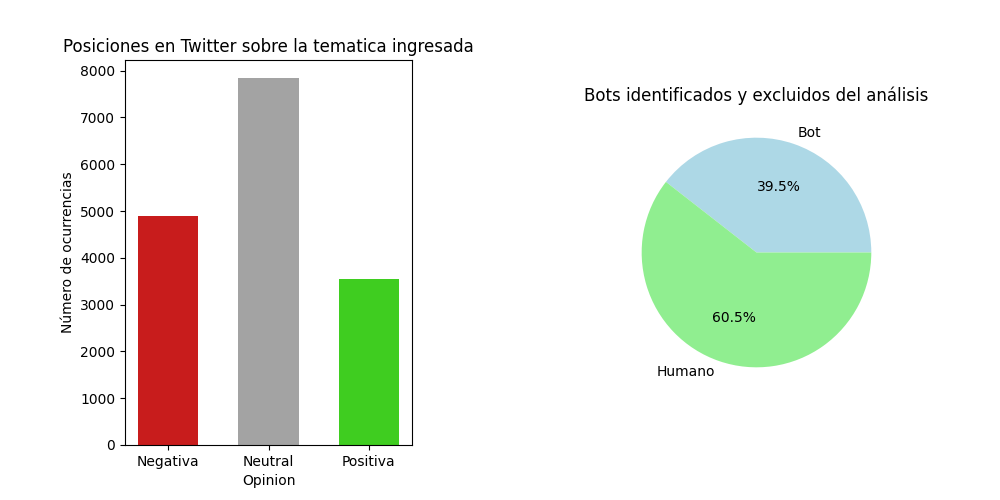 Posiciones en Twitter sobre la tematica ingresada
Número de ocurrencias
8000
7000
6000
5000
4000
3000
2000
1000
0
Negativa
Neutral
Positiva
Opinion
Bots identificados y excluidos del análisis
Bot
39.5%
60.5%
Humano